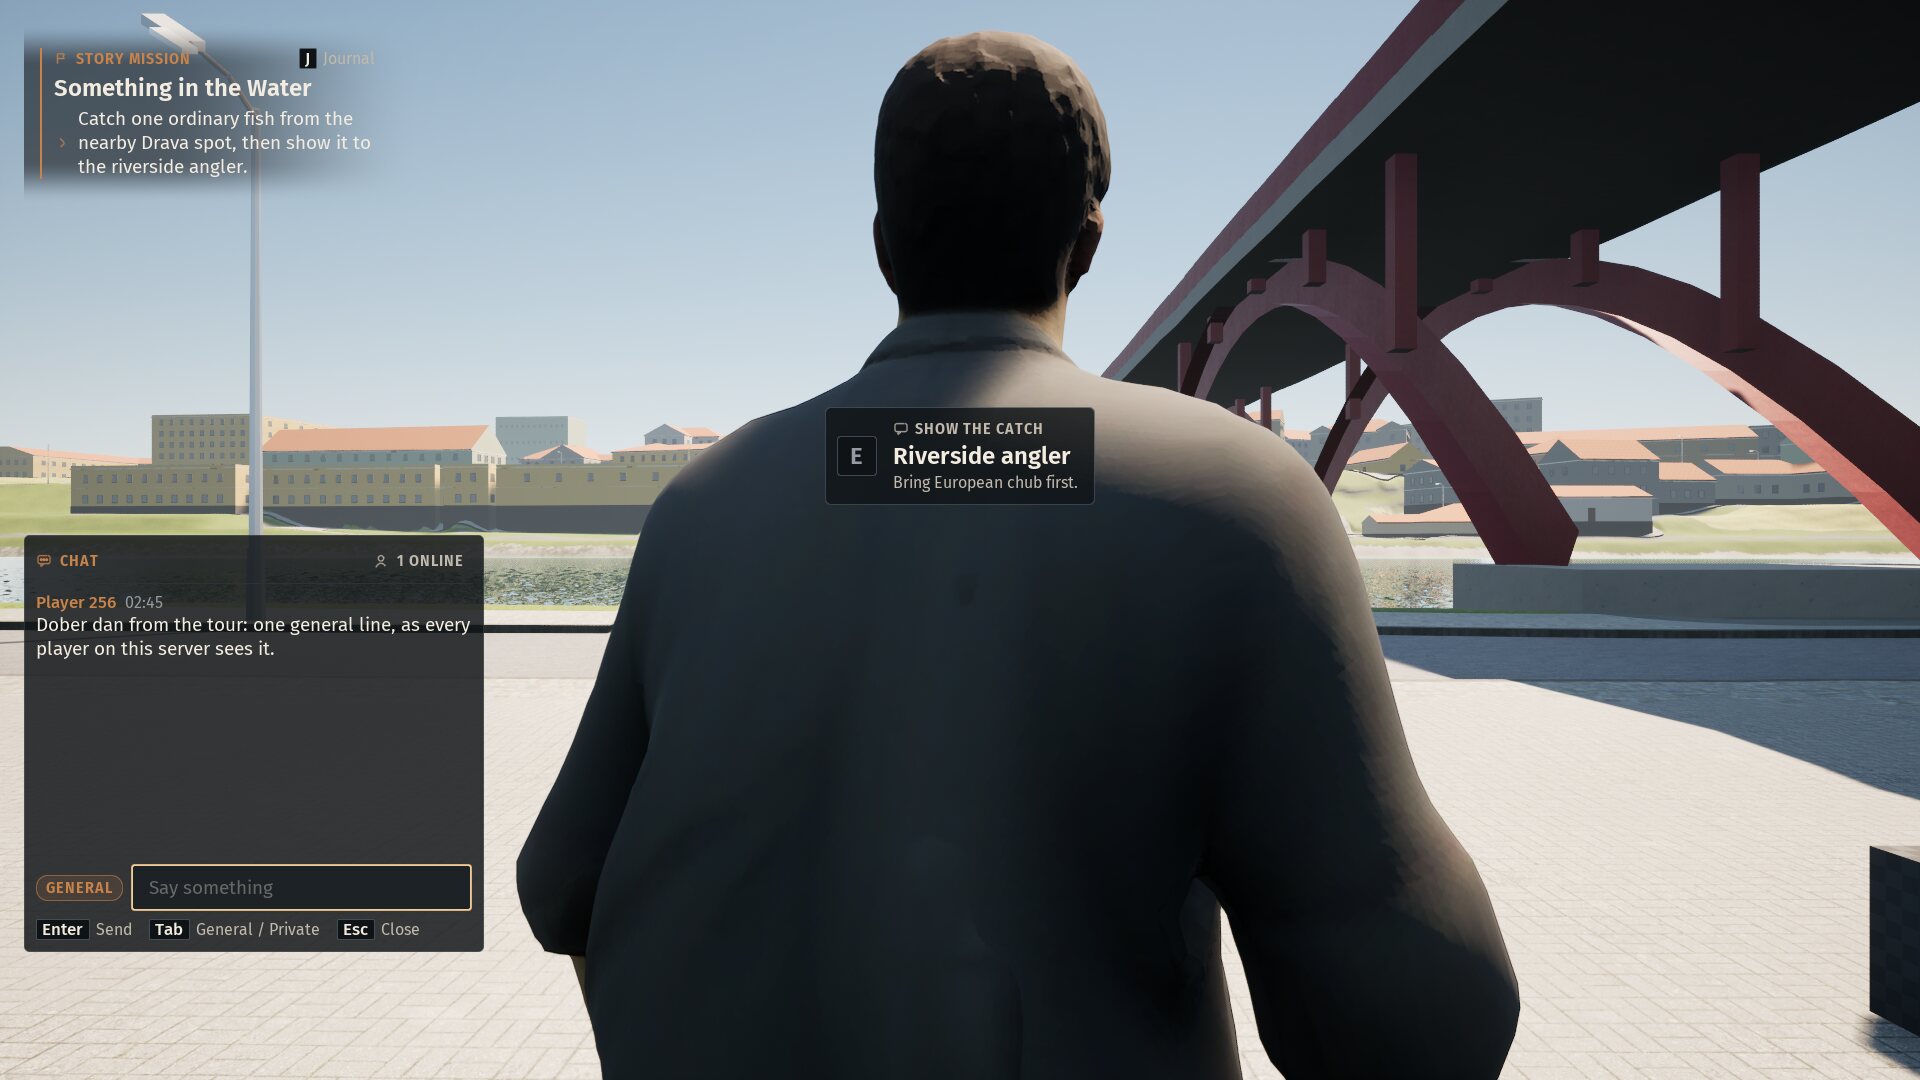 STORY MISSION
J Journal
Something in the Water
Catch one ordinary fish from the
nearby Drava spot, then show it to
the riverside angler.
SHOW THE CATCH
E
Riverside angler
Bring European chub first.
CHAT
1 ONLINE
Player 256 02:45
Dober dan from the tour: one general line, as every
player on this server sees it.
GENERAL
Say something
Enter Send Tab General / Private Esc Close